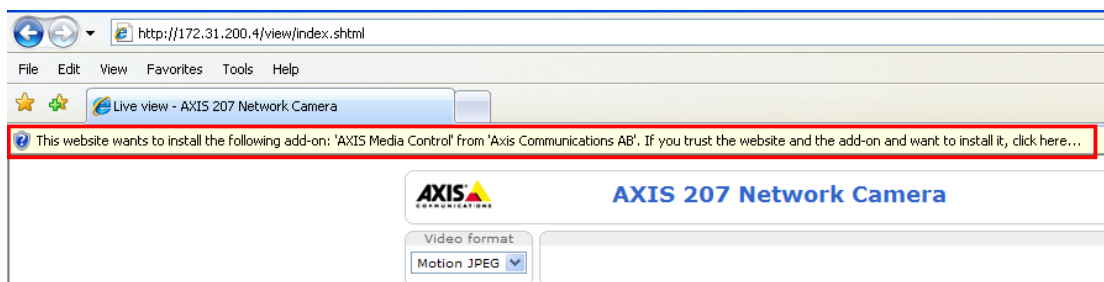 http://172.31.200.4/view/index.shtml
File Edit View Favorites Tools Help
Live view - AXIS 207 Network Camera
This website wants to install the following add-on: 'AXIS Media Control' from 'Axis Communications AB'. If you trust the website and the add-on and want to install it, click here...
AXIS
COMMUNICATIONS
AXIS 207 Network Camera
Video format
Motion JPEG